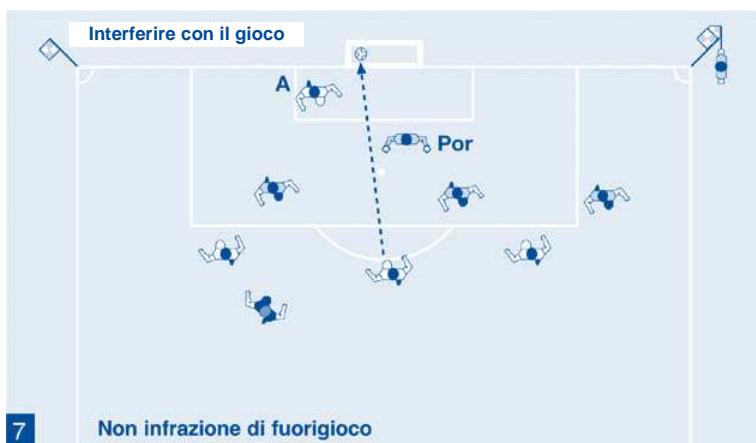 Interferire con il gioco
A
Por
7
Non infrazione di fuorigioco